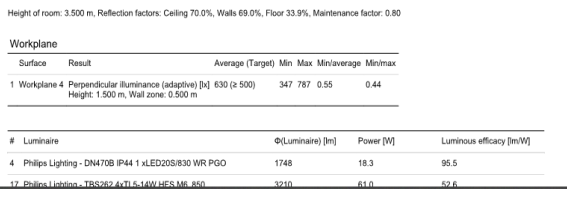 Height of room: 3.500 m, Reflection factors: Ceiling 70.0%, Walls 69.0%, Floor 33.9%, Maintenance factor: 0.80
Workplane
Surface Result Average (Target) Min Max Min/average Min/max
1 Workplane 4 Perpendicular illuminance (adaptive) [lx] 630 (≥ 500) 347 787 0.55 0.44
Height: 1.500 m, Wall zone: 0.500 m
# Luminaire Φ(Luminaire) [lm] Power [W] Luminous efficacy [lm/W]
4 Philips Lighting - DN470B IP44 1 xLED20S/830 WR PGO 1748 18.3 95.5
17 Philips Lighting - TBS262 4xTL5-14W HFS M6 850 3210 61.0 52.6